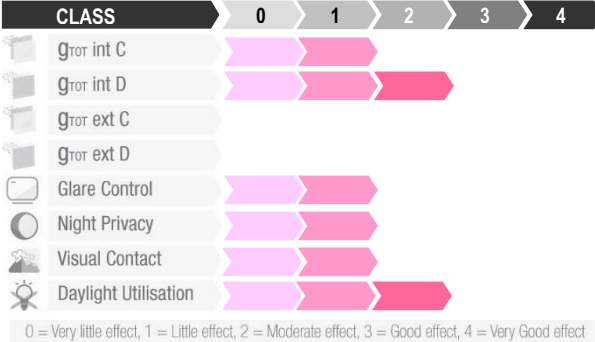 CLASS 0 1 2 3 4
gTOT int C
gTOT int D
gTOT ext C
gTOT ext D
Glare Control
Night Privacy
Visual Contact
Daylight Utilisation
0 = Very little effect, 1 = Little effect, 2 = Moderate effect, 3 = Good effect, 4 = Very Good effect